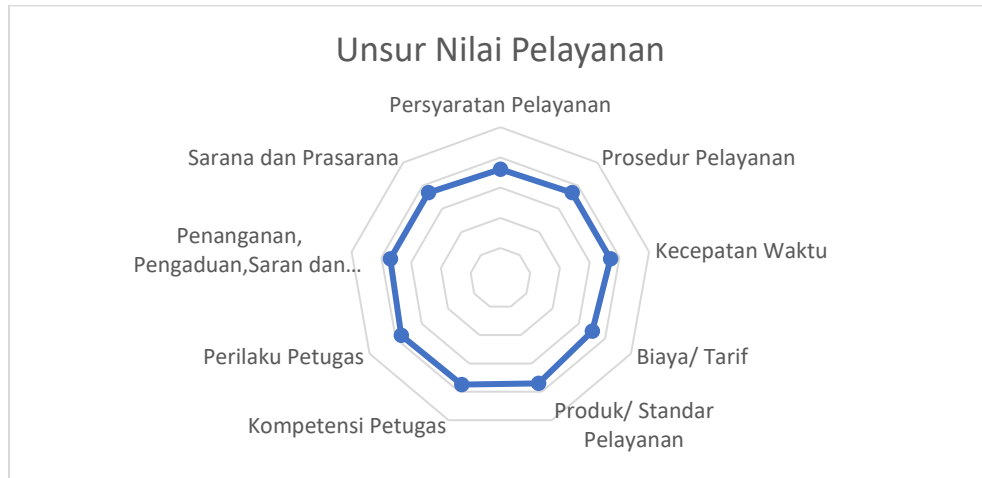 Unsur Nilai Pelayanan
Persyaratan Pelayanan
Prosedur Pelayanan
Kecepatan Waktu
Biaya/ Tarif
Produk/ Standar
Pelayanan
Kompetensi Petugas
Perilaku Petugas
Penanganan,
Pengaduan,Saran dan...
Sarana dan Prasarana